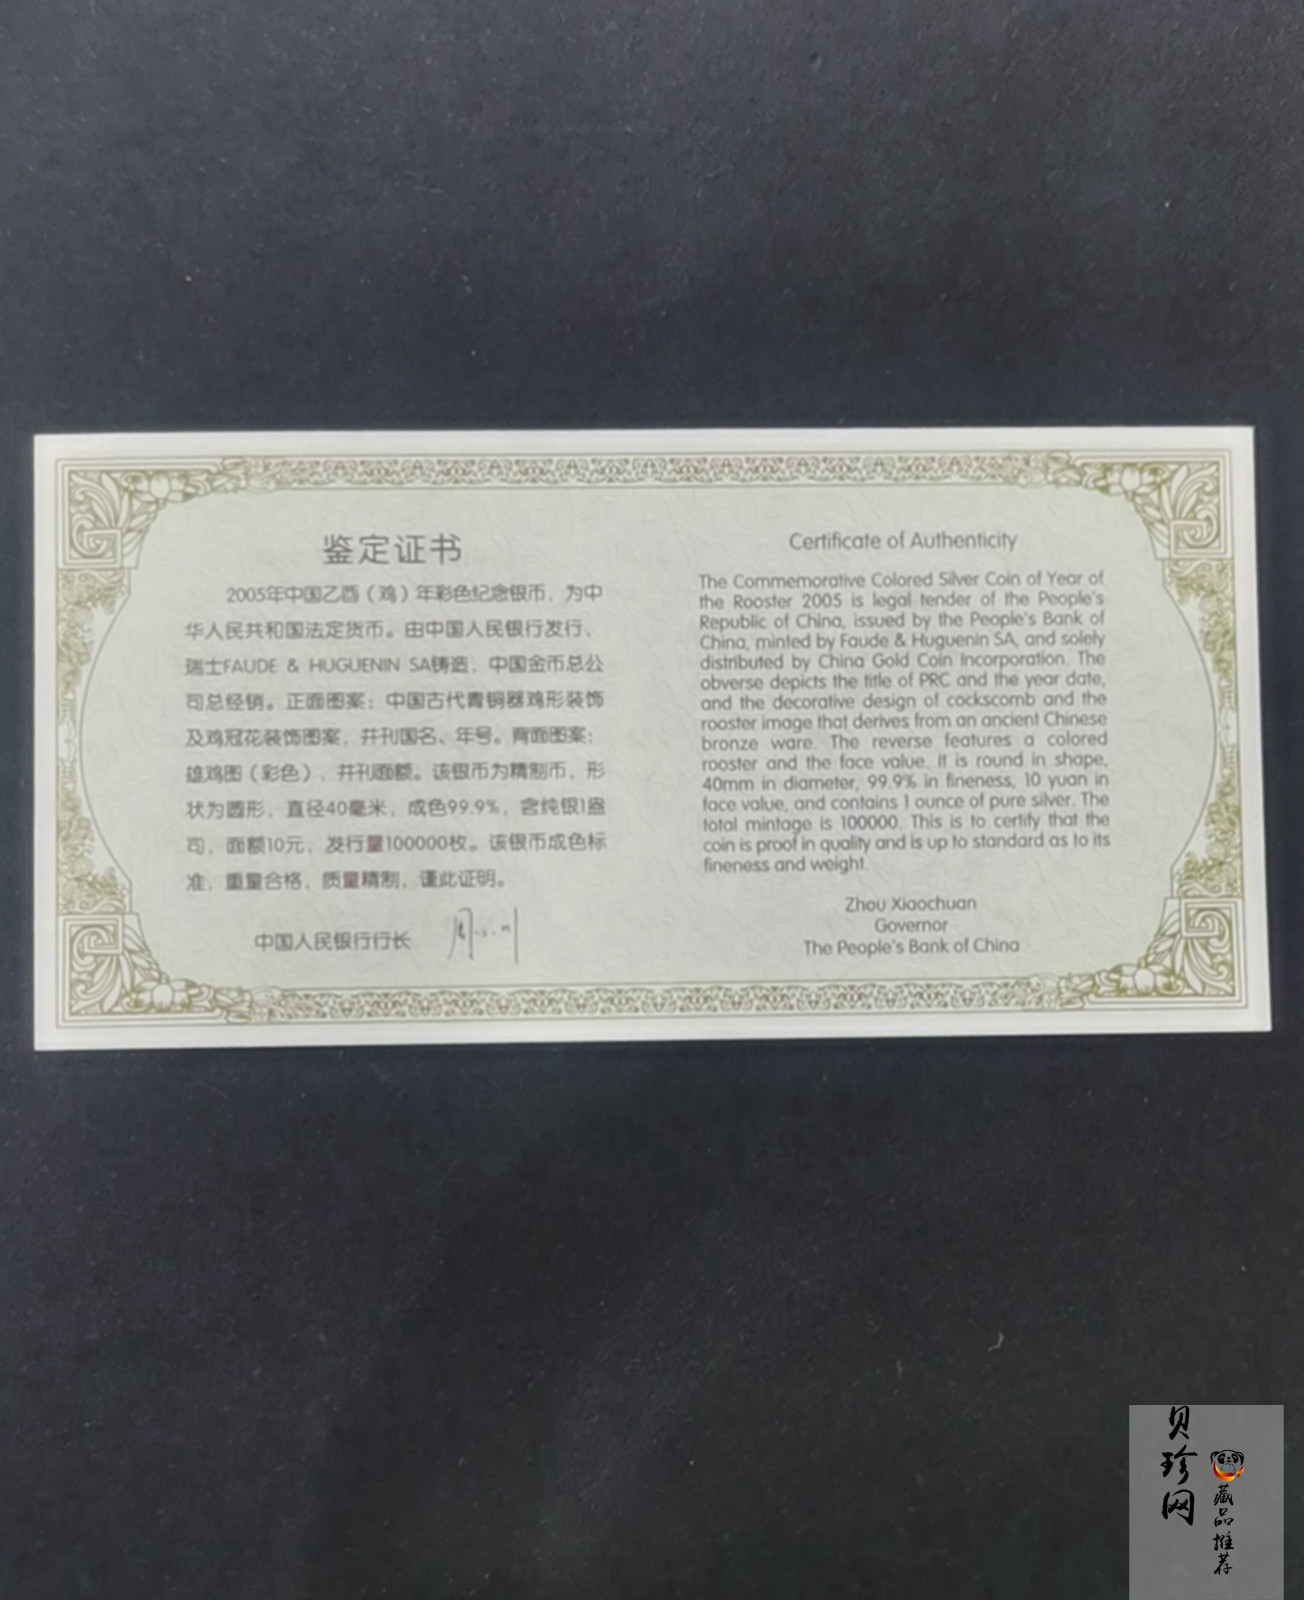 鉴定证书
2005年中国乙酉（鸡）年彩色纪念银币，为中
华人民共和国法定货币。由中国人民银行发行，
瑞士FAUDE & HUGUENIN SA铸造，中国金币总公
司总经销。正面图案：中国古代青铜器鸡形装饰
及鸡冠花装饰图案，并刊国名、年号。背面图案：
雄鸡图（彩色），并刊面额。该银币为精制币，形
状为圆形，直径40毫米，成色99.9%，含纯银1盎
司，面额10元，发行量100000枚。该银币成色标
准，重量合格，质量精制，谨此证明。
中国人民银行行长 周小川
Certificate of Authenticity
The Commemorative Colored Silver Coin of Year of
the Rooster 2005 is legal tender of the People's
Republic of China, issued by the People's Bank of
China, minted by Faude & Huguenin SA, and solely
distributed by China Gold Coin Incorporation. The
obverse depicts the title of PRC and the year date,
and the decorative design of cockscomb and the
rooster image that derives from an ancient Chinese
bronze ware. The reverse features a colored
rooster and the face value. It is round in shape,
40mm in diameter, 99.9% in fineness, 10 yuan in
face value, and contains 1 ounce of pure silver. The
total mintage is 100000. This is to certify that the
coin is proof in quality and is up to standard as to its
fineness and weight.
Zhou Xiaochuan
Governor
The People's Bank of China
贝珍网
藏品推荐